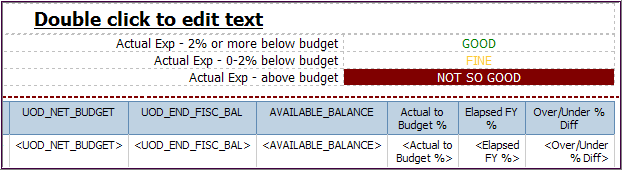 Double click to edit text
Actual Exp - 2% or more below budget GOOD
Actual Exp - 0-2% below budget FINE
Actual Exp - above budget NOT SO GOOD
UOD_NET_BUDGET UOD_END_FISC_BAL AVAILABLE_BALANCE Actual to Elapsed FY Over/Under %
Budget % % Diff
<UOD_NET_BUDGET> <UOD_END_FISC_BAL> <AVAILABLE_BALANCE> <Actual to <Elapsed <Over/Under
Budget %> FY %> % Diff>